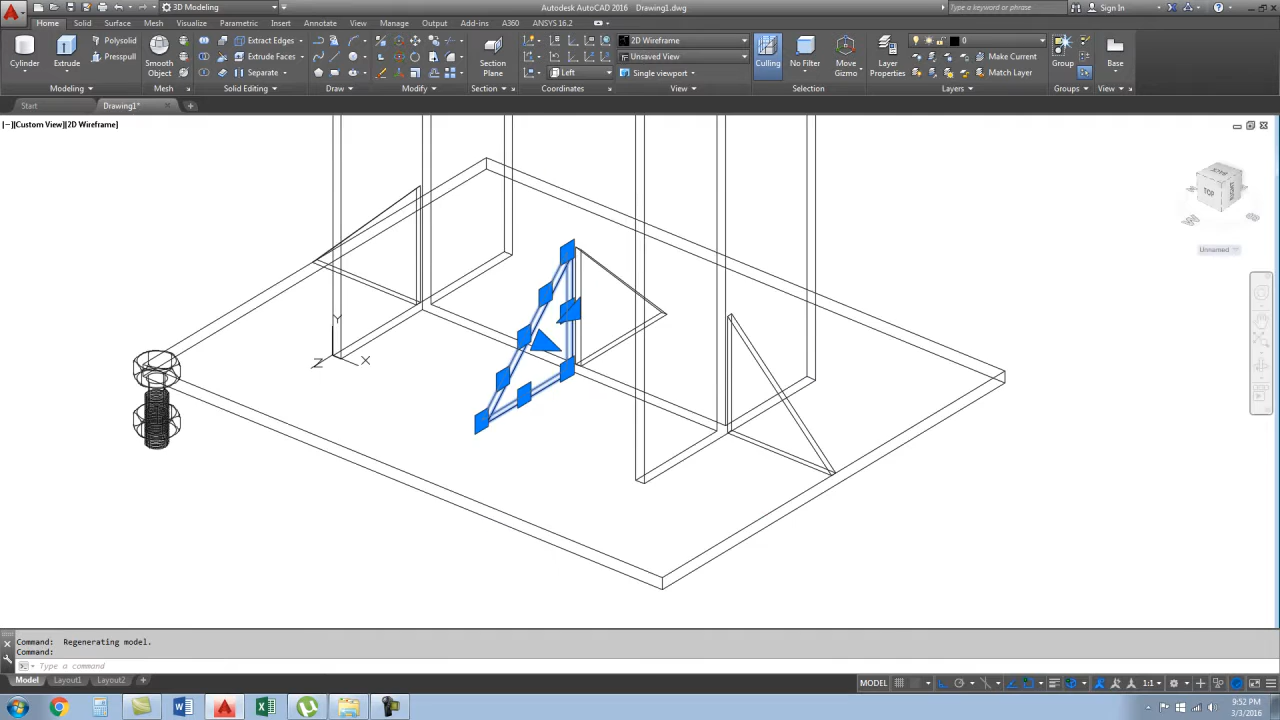 3D Modeling
Autodesk AutoCAD 2016 Drawing1.dwg
Type a keyword or phrase
Sign In
Home Solid Surface Mesh Visualize Parametric Insert Annotate View Manage Output Add-ins A360 ANSYS 16.2
Cylinder
Extrude
Polysolid
Presspull
Smooth
Object
Extract Edges
Extrude Faces
Separate
Section
Plane
Left
2D Wireframe
Unsaved View
Single viewport
Culling
No Filter
Move
Gizmo
Layer
Properties
0
Make Current
Match Layer
Group
Base
Modeling Mesh Solid Editing Draw Modify Section Coordinates View Selection Layers Groups View
Start Drawing1*
[−][Custom View][2D Wireframe]
TOP
Unnamed
Y
Z X
Command: Regenerating model.
Command:
Type a command
Model Layout1 Layout2
MODEL
1:1
9:52 PM
3/3/2016